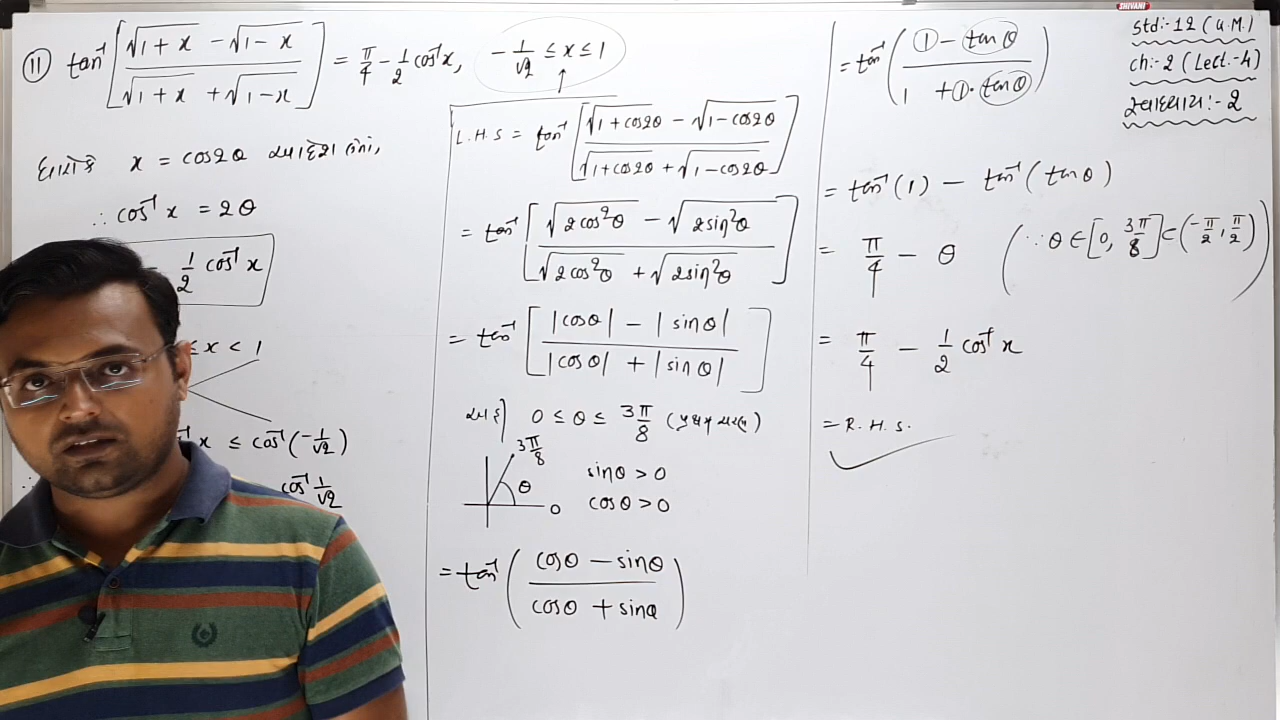 SHIVANI
Std:- 12 (G.M.)
ch:- 2 (Lect.-4)
સ્વાધ્યાય :- 2
⑪ tan⁻¹ [ (√1+x − √1−x) / (√1+x + √1−x) ] = π/4 − 1/2 cos⁻¹x, −1/√2 ≤ x ≤ 1
ધારોકે x = cos2θ આદેશ લેતાં,
∴ cos⁻¹ x = 2θ
1/2 cos⁻¹ x
x < 1
x ≤ cos⁻¹(−1/√2)
cos⁻¹ 1/√2
L.H.S = tan⁻¹ [ (√1+cos2θ − √1−cos2θ) / (√1+cos2θ + √1−cos2θ) ]
= tan⁻¹ [ (√2cos²θ − √2sin²θ) / (√2cos²θ + √2sin²θ) ]
= tan⁻¹ [ (|cosθ| − |sinθ|) / (|cosθ| + |sinθ|) ]
0 ≤ θ ≤ 3π/8 (પ્રથમ ચરણ)
3π/8
θ
0
sinθ > 0
cosθ > 0
= tan⁻¹ ( (cosθ − sinθ) / (cosθ + sinθ) )
= tan⁻¹ ( (1 − tanθ) / (1 + 1·tanθ) )
= tan⁻¹(1) − tan⁻¹(tanθ)
= π/4 − θ (∵ θ ∈ [0, 3π/8] ⊂ (−π/2, π/2))
= π/4 − 1/2 cos⁻¹ x
= R.H.S.